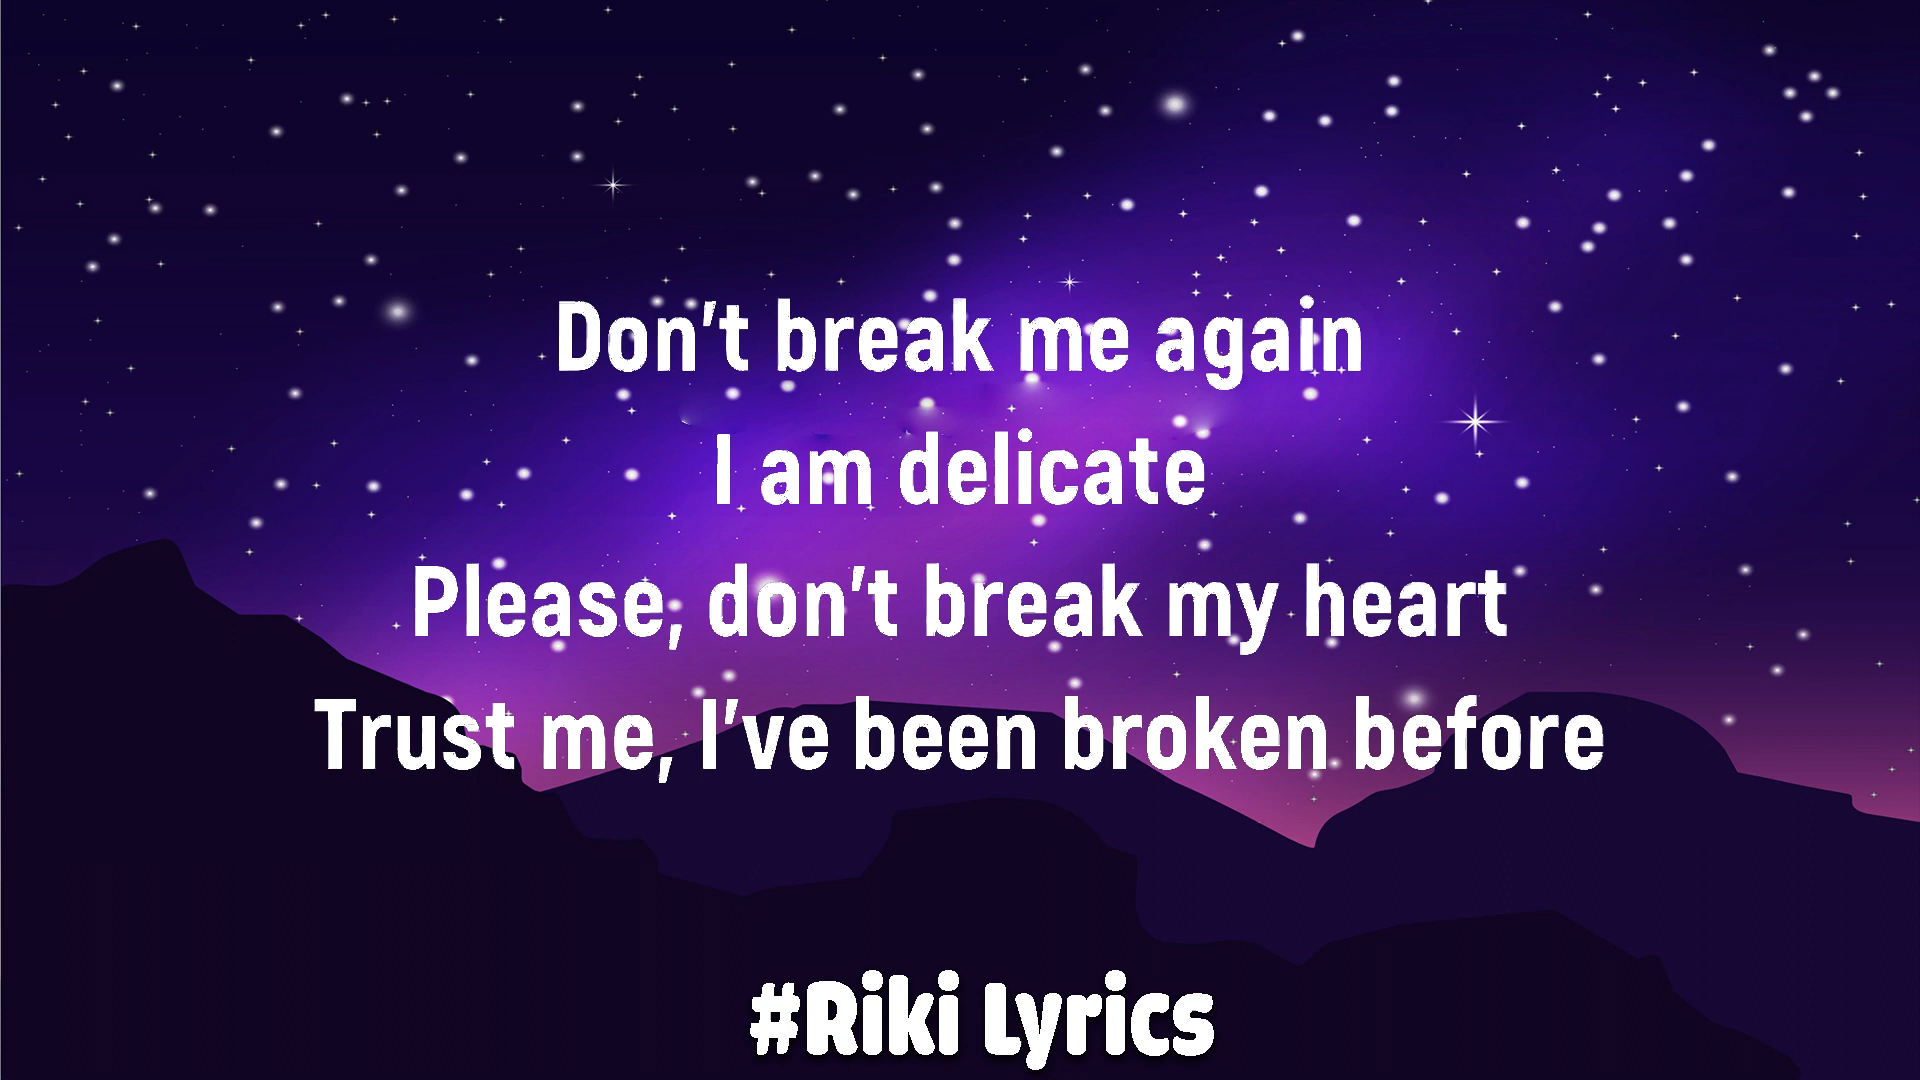 Don't break me again
I am delicate
Please, don't break my heart
Trust me, I've been broken before
#Riki Lyrics